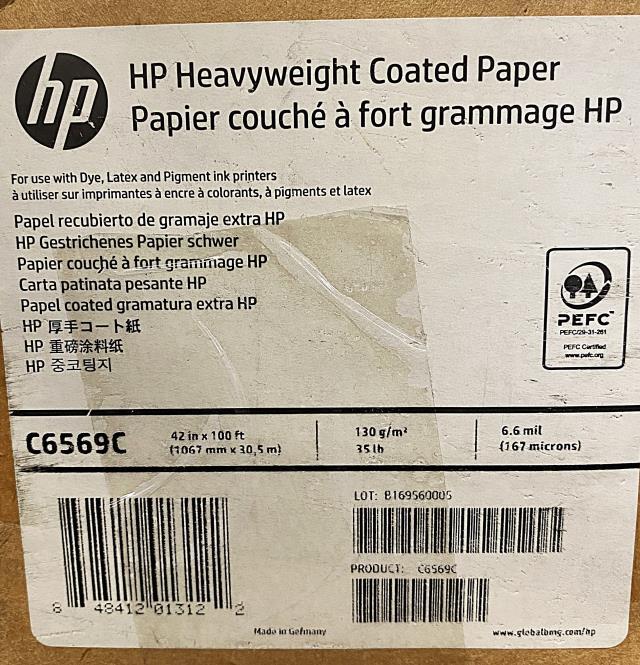 hp
HP Heavyweight Coated Paper
Papier couché à fort grammage HP
For use with Dye, Latex and Pigment ink printers
à utiliser sur imprimantes à encre à colorants, à pigments et latex
Papel recubierto de gramaje extra HP
HP Gestrichenes Papier schwer
Papier couché à fort grammage HP
Carta patinata pesante HP
Papel coated gramatura extra HP
HP 厚手コート紙
HP 重磅涂料纸
HP 중코팅지
PEFC™
PEFC/29-31-261
PEFC Certified
www.pefc.org
C6569C
42 in x 100 ft
(1067 mm x 30,5 m)
130 g/m²
35 lb
6.6 mil
(167 microns)
LOT: B169560005
PRODUCT: C6569C
8 48412 01312 2
Made in Germany
www.globalbmg.com/hp